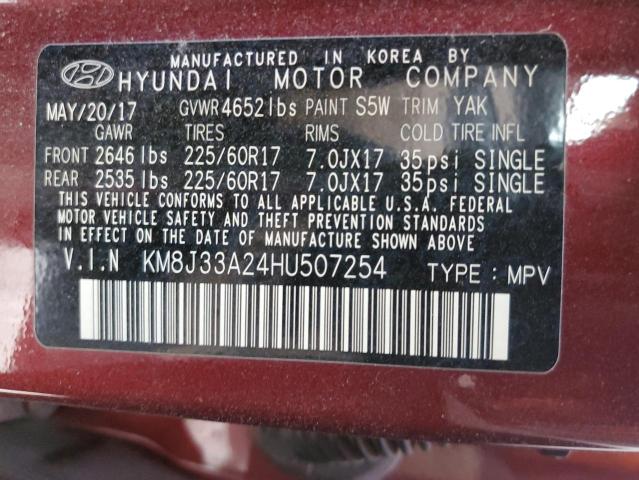 MANUFACTURED IN KOREA BY
HYUNDAI MOTOR COMPANY
MAY/20/17 GVWR 4652lbs PAINT S5W TRIM YAK
GAWR TIRES RIMS COLD TIRE INFL
FRONT 2646 lbs 225/60R17 7.0JX17 35psi SINGLE
REAR 2535 lbs 225/60R17 7.0JX17 35psi SINGLE
THIS VEHICLE CONFORMS TO ALL APPLICABLE U.S.A. FEDERAL
MOTOR VEHICLE SAFETY AND THEFT PREVENTION STANDARDS
IN EFFECT ON THE DATE OF MANUFACTURE SHOWN ABOVE
V.I.N KM8J33A24HU507254 TYPE : MPV